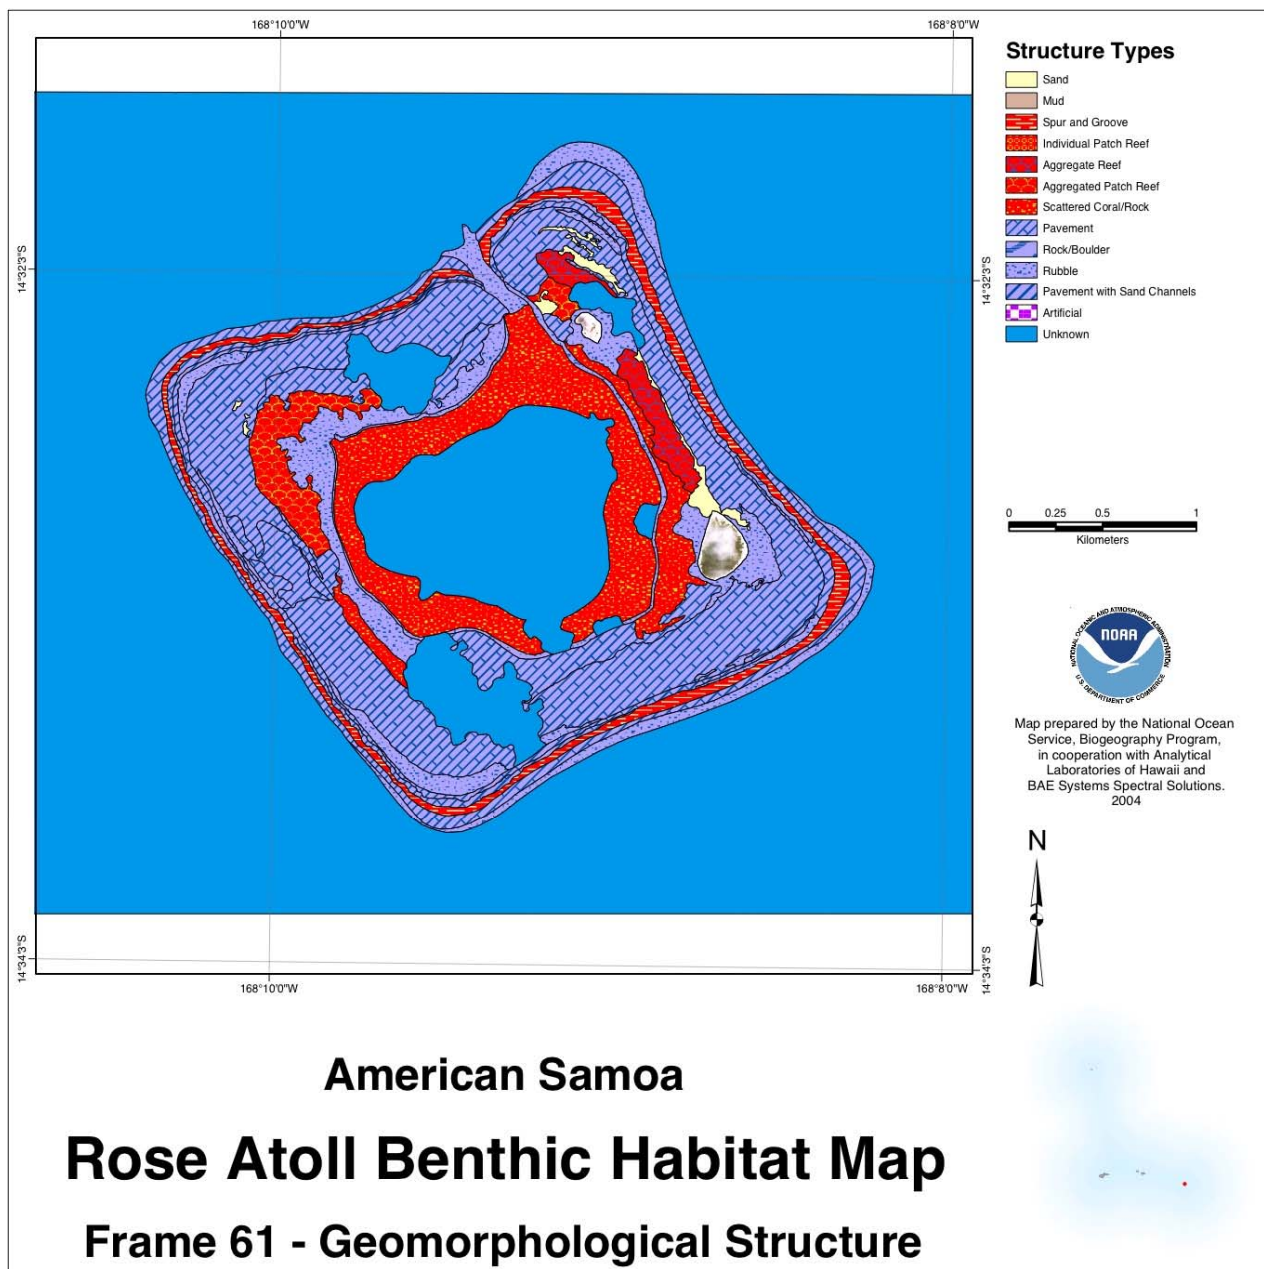 168°10'0"W
168°8'0"W
Structure Types
Sand
Mud
Spur and Groove
Individual Patch Reef
Aggregate Reef
Aggregated Patch Reef
Scattered Coral/Rock
Pavement
Rock/Boulder
Rubble
Pavement with Sand Channels
Artificial
Unknown
14°32'3"S
14°32'3"S
0 0.25 0.5 1
Kilometers
NATIONAL OCEANIC AND ATMOSPHERIC ADMINISTRATION
NOAA
U.S. DEPARTMENT OF COMMERCE
Map prepared by the National Ocean
Service, Biogeography Program,
in cooperation with Analytical
Laboratories of Hawaii and
BAE Systems Spectral Solutions.
2004
N
14°34'3"S
14°34'3"S
168°10'0"W
168°8'0"W
American Samoa
Rose Atoll Benthic Habitat Map
Frame 61 - Geomorphological Structure